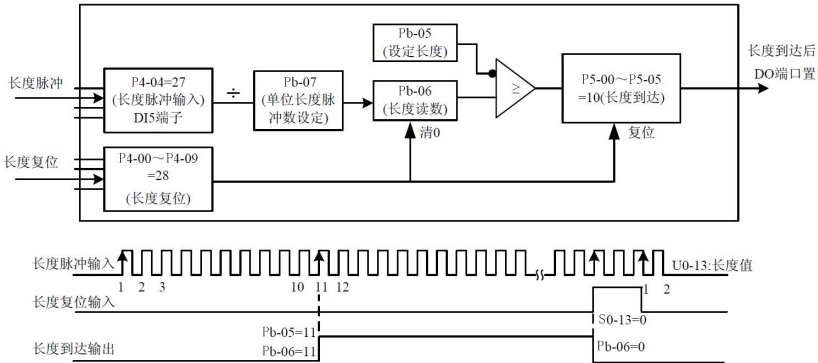 长度脉冲
P4-04=27
(长度脉冲输入)
DI5端子
÷
Pb-07
(单位长度脉
冲数设定)
Pb-05
(设定长度)
Pb-06
(长度读数)
清0
≥
P5-00～P5-05
=10(长度到达)
复位
长度到达后
DO端口置
长度复位
P4-00～P4-09
=28
(长度复位)
长度脉冲输入
1 2 3 10 11 12 1 2
U0-13:长度值
长度复位输入
S0-13=0
长度到达输出
Pb-05=11
Pb-06=11
Pb-06=0